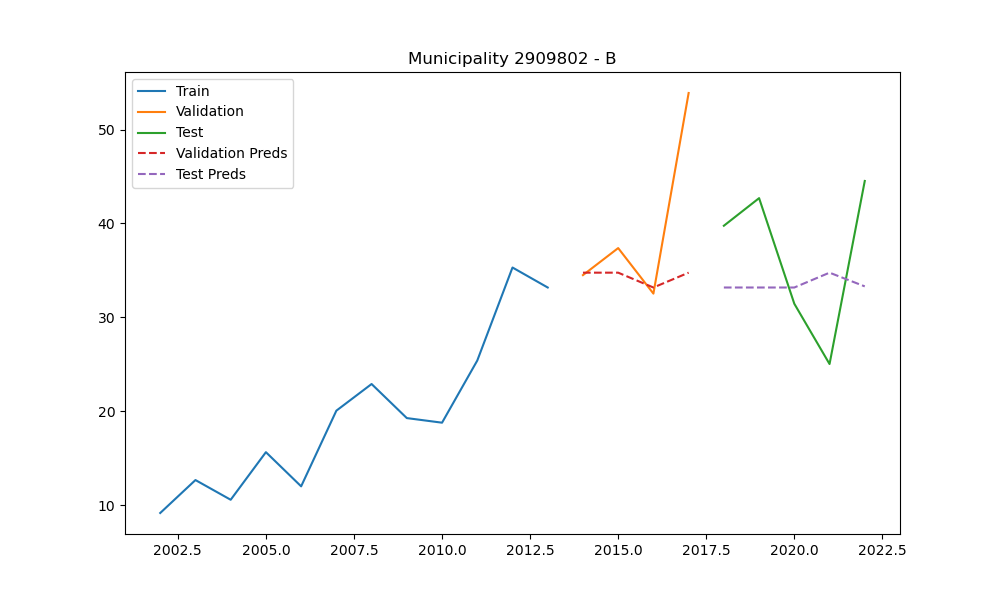 Municipality 2909802 - B
Train
Validation
Test
Validation Preds
Test Preds
50
40
30
20
10
2002.5 2005.0 2007.5 2010.0 2012.5 2015.0 2017.5 2020.0 2022.5